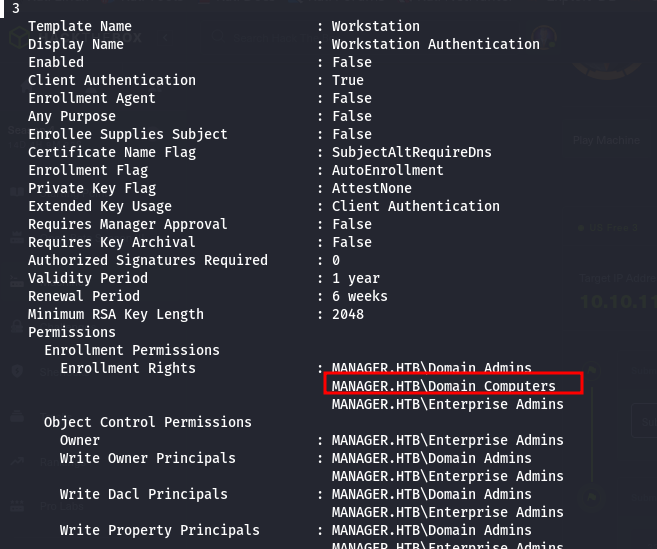 3
Template Name : Workstation
Display Name : Workstation Authentication
Enabled : False
Client Authentication : True
Enrollment Agent : False
Any Purpose : False
Enrollee Supplies Subject : False
Certificate Name Flag : SubjectAltRequireDns
Enrollment Flag : AutoEnrollment
Private Key Flag : AttestNone
Extended Key Usage : Client Authentication
Requires Manager Approval : False
Requires Key Archival : False
Authorized Signatures Required : 0
Validity Period : 1 year
Renewal Period : 6 weeks
Minimum RSA Key Length : 2048
Permissions
Enrollment Permissions
Enrollment Rights : MANAGER.HTB\Domain Admins
MANAGER.HTB\Domain Computers
MANAGER.HTB\Enterprise Admins
Object Control Permissions
Owner : MANAGER.HTB\Enterprise Admins
Write Owner Principals : MANAGER.HTB\Domain Admins
MANAGER.HTB\Enterprise Admins
Write Dacl Principals : MANAGER.HTB\Domain Admins
MANAGER.HTB\Enterprise Admins
Write Property Principals : MANAGER.HTB\Domain Admins
MANAGER.HTB\Enterprise Admins
Play Machine
10.10.11